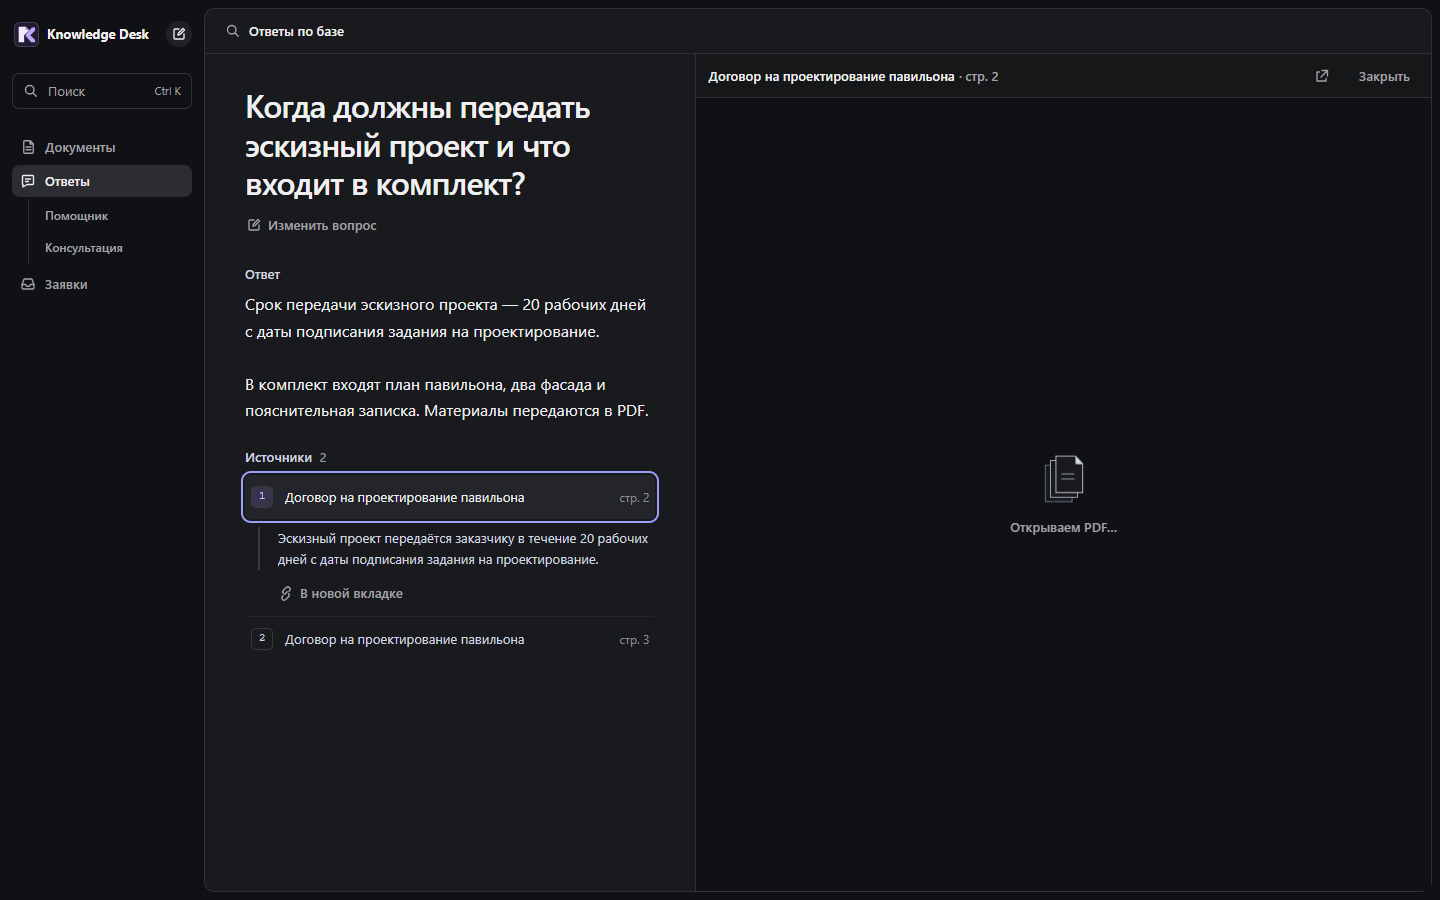 Knowledge Desk
Поиск
Ctrl K
Документы
Ответы
Помощник
Консультация
Заявки
Ответы по базе
Когда должны передать
эскизный проект и что
входит в комплект?
Изменить вопрос
Ответ
Срок передачи эскизного проекта — 20 рабочих дней
с даты подписания задания на проектирование.
В комплект входят план павильона, два фасада и
пояснительная записка. Материалы передаются в PDF.
Источники 2
1 Договор на проектирование павильона стр. 2
Эскизный проект передаётся заказчику в течение 20 рабочих
дней с даты подписания задания на проектирование.
В новой вкладке
2 Договор на проектирование павильона стр. 3
Договор на проектирование павильона · стр. 2
Закрыть
Открываем PDF...